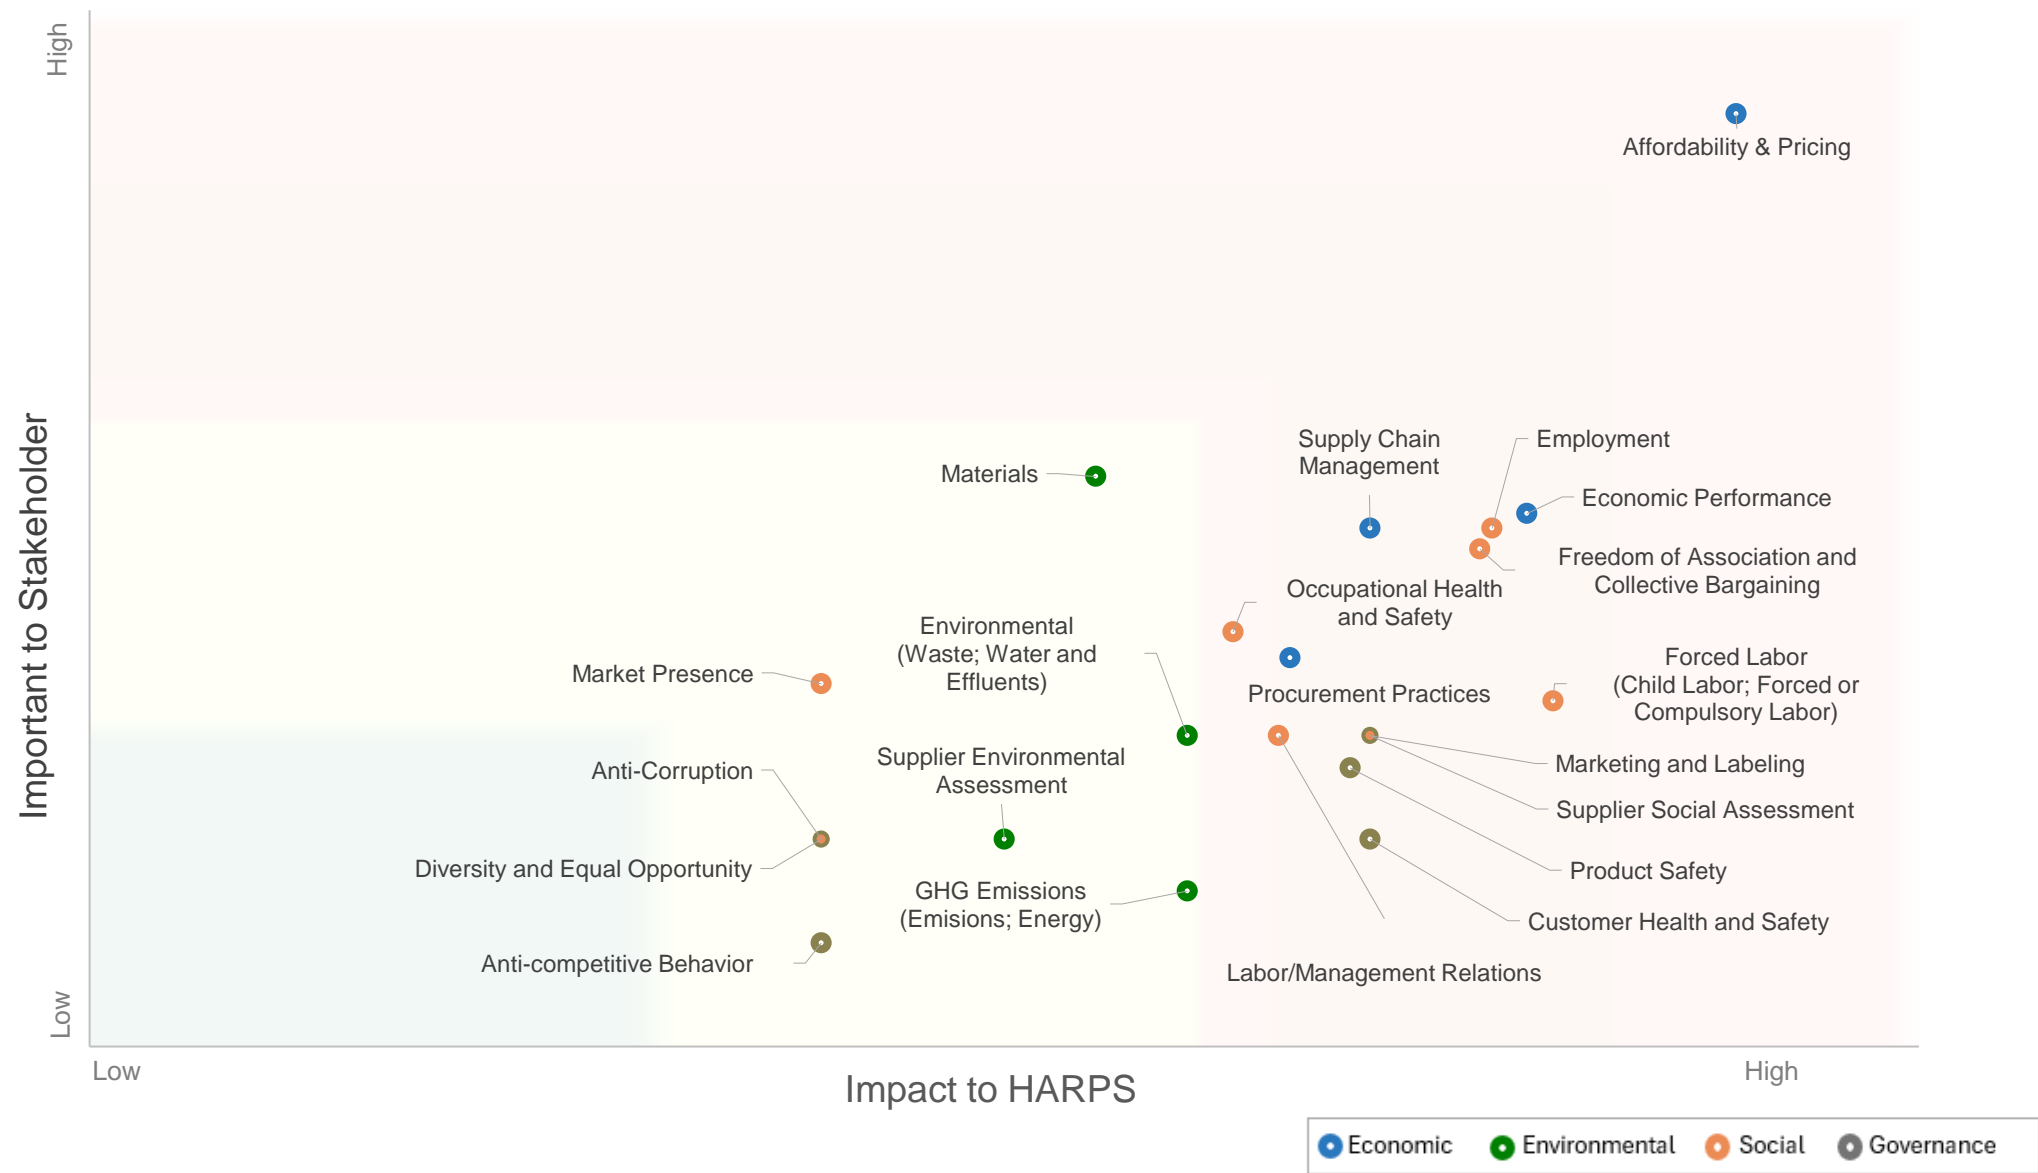 High
Important to Stakeholder
Low
Affordability & Pricing
Supply Chain
Management
Employment
Materials
Economic Performance
Freedom of Association and
Collective Bargaining
Occupational Health
and Safety
Environmental
(Waste; Water and
Effluents)
Market Presence
Forced Labor
(Child Labor; Forced or
Compulsory Labor)
Procurement Practices
Supplier Environmental
Assessment
Anti-Corruption
Marketing and Labeling
Supplier Social Assessment
Diversity and Equal Opportunity
Product Safety
GHG Emissions
(Emisions; Energy)
Customer Health and Safety
Anti-competitive Behavior
Labor/Management Relations
Low
High
Impact to HARPS
Economic
Environmental
Social
Governance